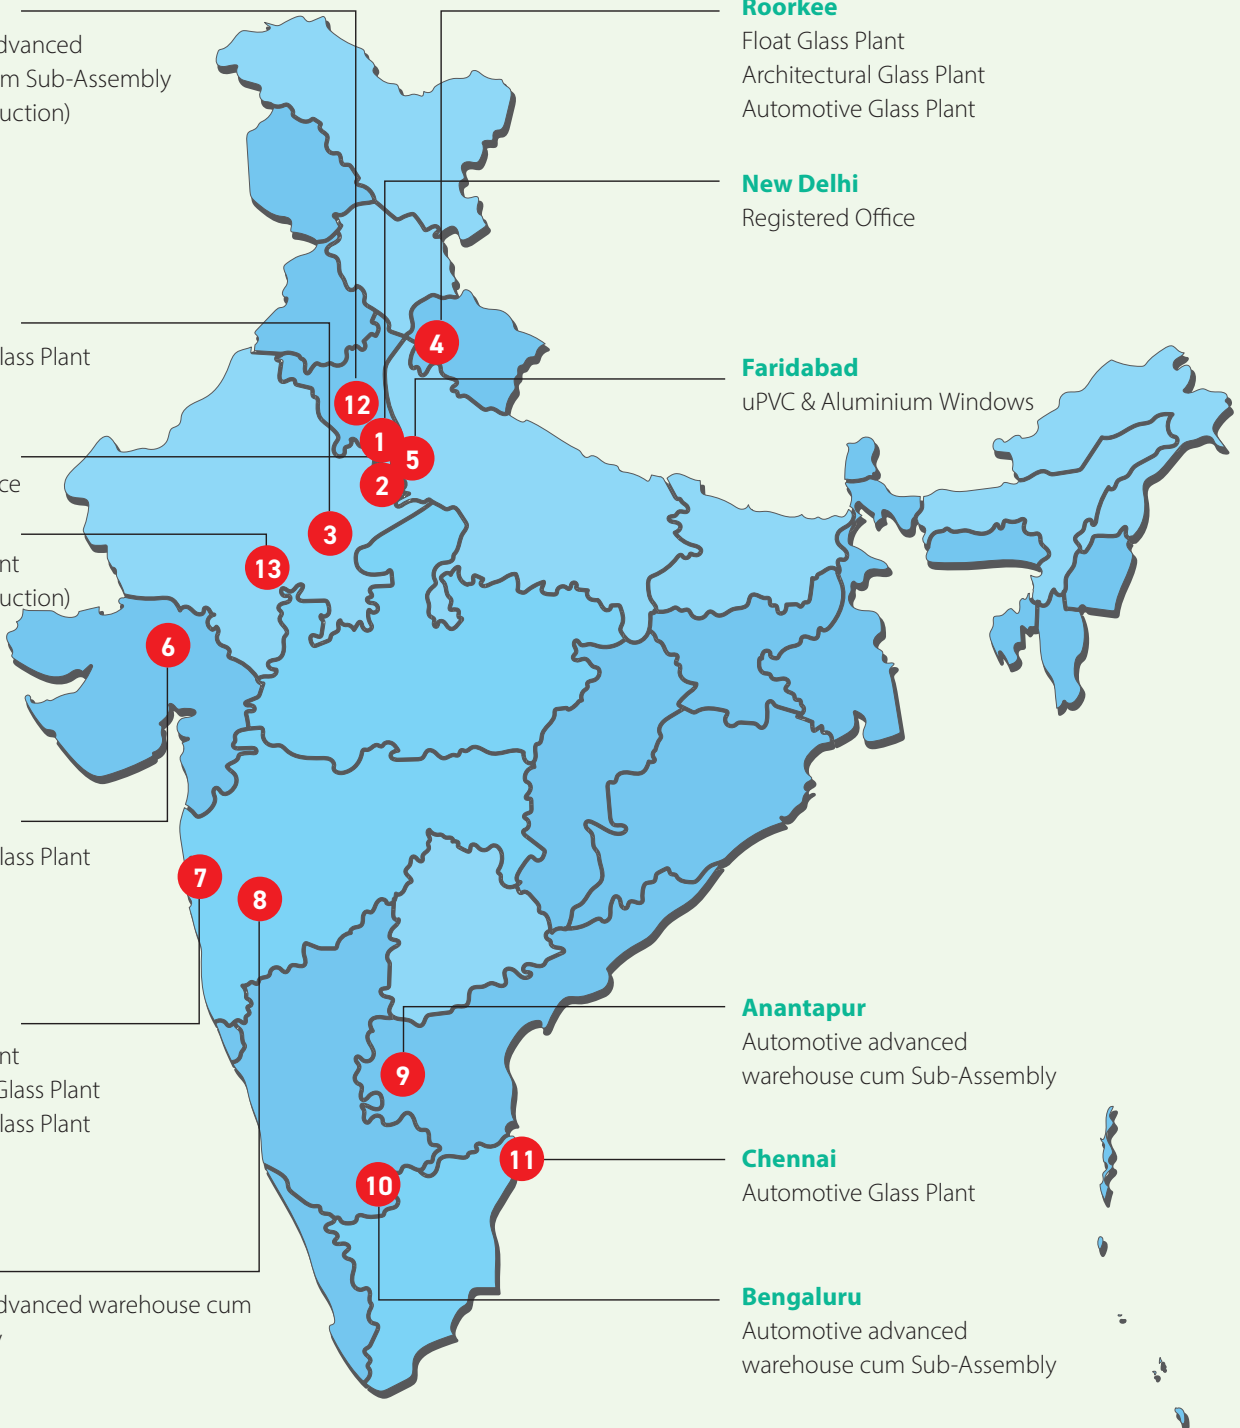 dvanced
m Sub-Assembly
uction)
lass Plant
ce
nt
uction)
lass Plant
nt
Glass Plant
lass Plant
dvanced warehouse cum
Roorkee
Float Glass Plant
Architectural Glass Plant
Automotive Glass Plant
New Delhi
Registered Office
Faridabad
uPVC & Aluminium Windows
Anantapur
Automotive advanced
warehouse cum Sub-Assembly
Chennai
Automotive Glass Plant
Bengaluru
Automotive advanced
warehouse cum Sub-Assembly
4
12
1
5
2
3
13
6
7
8
9
11
10